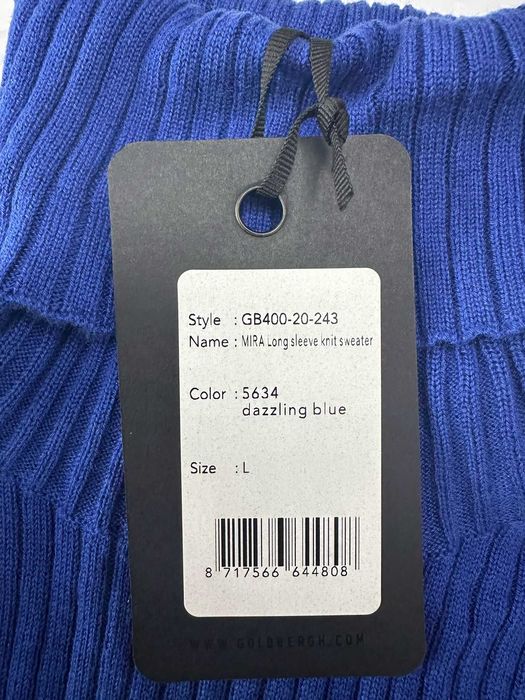 Style : GB400-20-243
Name : MIRA Long sleeve knit sweater
Color : 5634
dazzling blue
Size : L
8 717566 644808
WWW.GOLDBERGH.COM